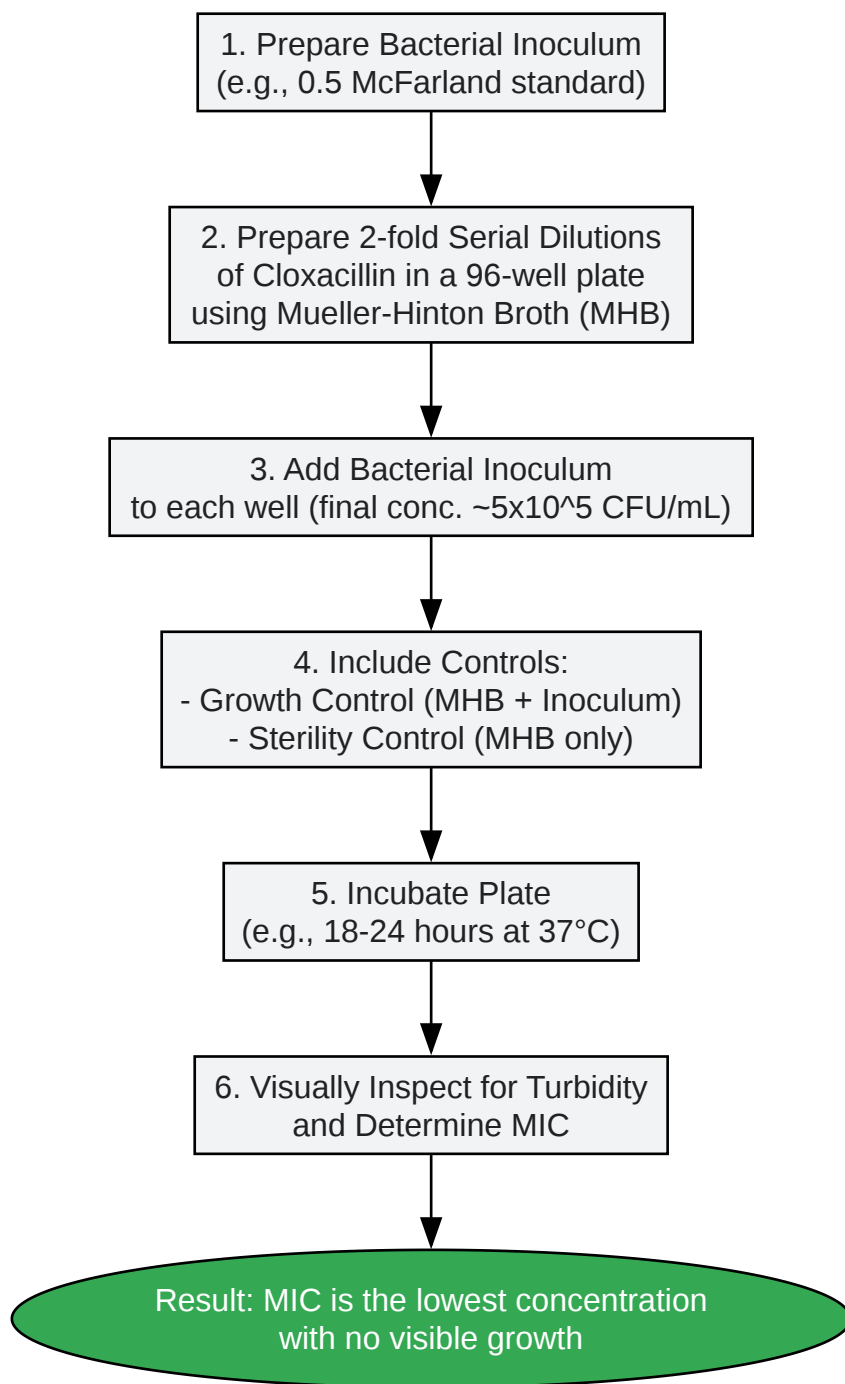 1. Prepare Bacterial Inoculum
(e.g., 0.5 McFarland standard)
2. Prepare 2-fold Serial Dilutions
of Cloxacillin in a 96-well plate
using Mueller-Hinton Broth (MHB)
3. Add Bacterial Inoculum
to each well (final conc. ~5x10^5 CFU/mL)
4. Include Controls:
- Growth Control (MHB + Inoculum)
- Sterility Control (MHB only)
5. Incubate Plate
(e.g., 18-24 hours at 37°C)
6. Visually Inspect for Turbidity
and Determine MIC
Result: MIC is the lowest concentration
with no visible growth